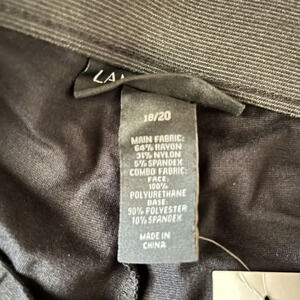 LA
18/20
MAIN FABRIC:
64% RAYON
31% NYLON
5% SPANDEX
COMBO FABRIC:
FACE:
100%
POLYURETHANE
BASE:
90% POLYESTER
10% SPANDEX
MADE IN
CHINA